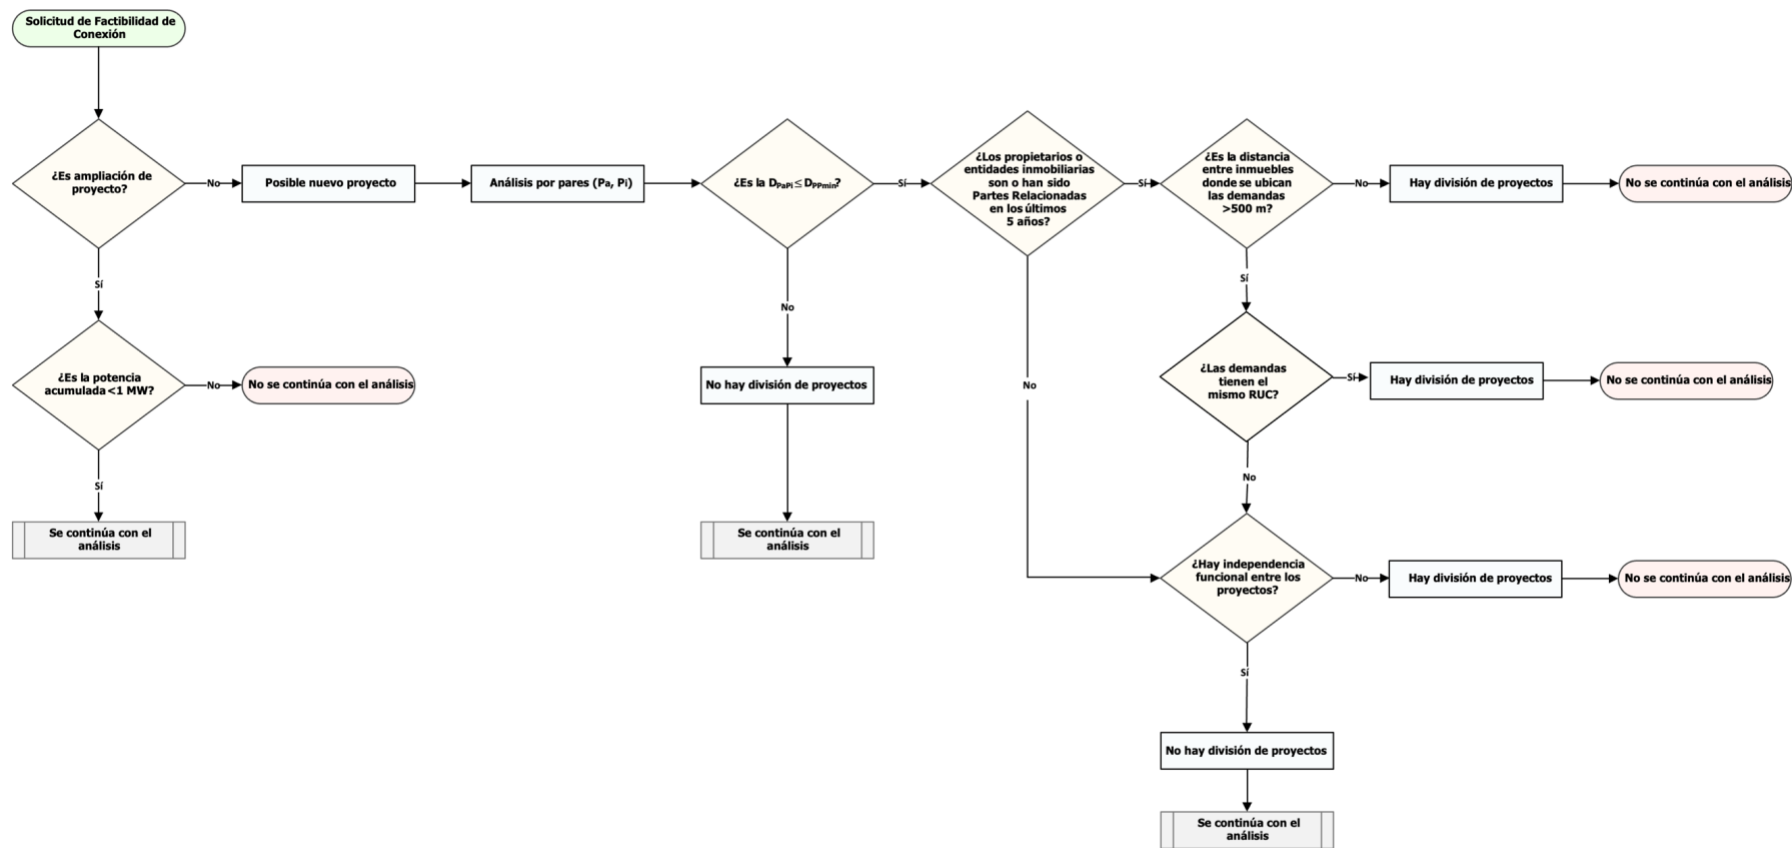 Solicitud de Factibilidad de
Conexión
¿Es ampliación de
proyecto?
No
Posible nuevo proyecto
Análisis por pares (Pa, Pi)
¿Es la DPaPi ≤ DPPmin?
Sí
¿Los propietarios o
entidades inmobiliarias
son o han sido
Partes Relacionadas
en los últimos
5 años?
Sí
¿Es la distancia
entre inmuebles
donde se ubican
las demandas
>500 m?
No
Hay división de proyectos
No se continúa con el análisis
Sí
No
Sí
¿Es la potencia
acumulada <1 MW?
No
No se continúa con el análisis
No hay división de proyectos
No
¿Las demandas
tienen el
mismo RUC?
Sí
Hay división de proyectos
No se continúa con el análisis
Sí
No
Se continúa con el
análisis
Se continúa con el
análisis
¿Hay independencia
funcional entre los
proyectos?
No
Hay división de proyectos
No se continúa con el análisis
Sí
No hay división de proyectos
Se continúa con el
análisis